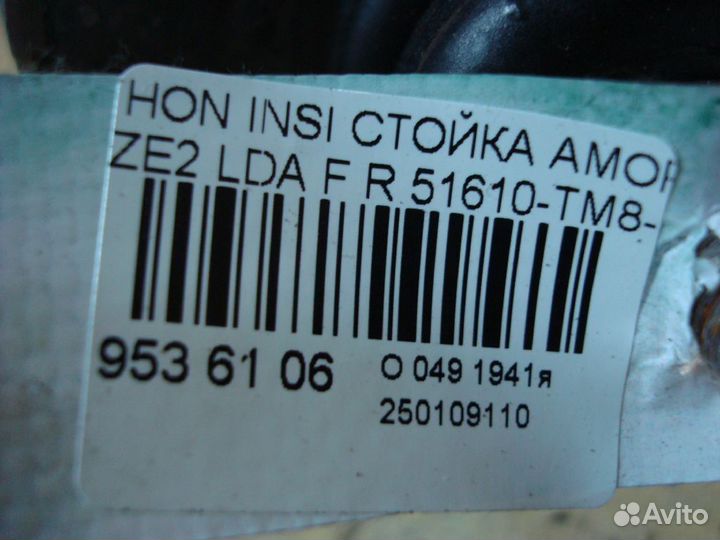 HON INSI СТОЙКА АМОР
ZE2 LDA F R 51610-TM8-
953 61 06
О 049 1941я
250109110
Avito